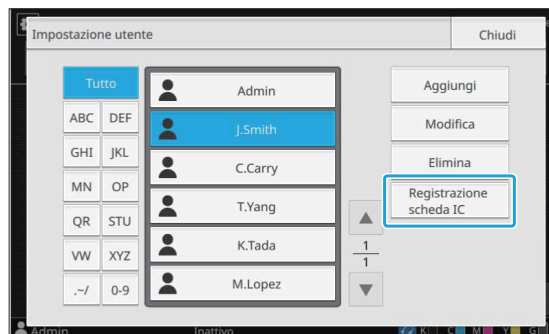 Impostazione utente
Chiudi
Tutto
ABC DEF
GHI JKL
MN OP
QR STU
VW XYZ
.~/ 0-9
Admin
J.Smith
C.Carry
T.Yang
K.Tada
M.Lopez
1
1
Aggiungi
Modifica
Elimina
Registrazione
scheda IC
Admin Inattivo K C M Y G